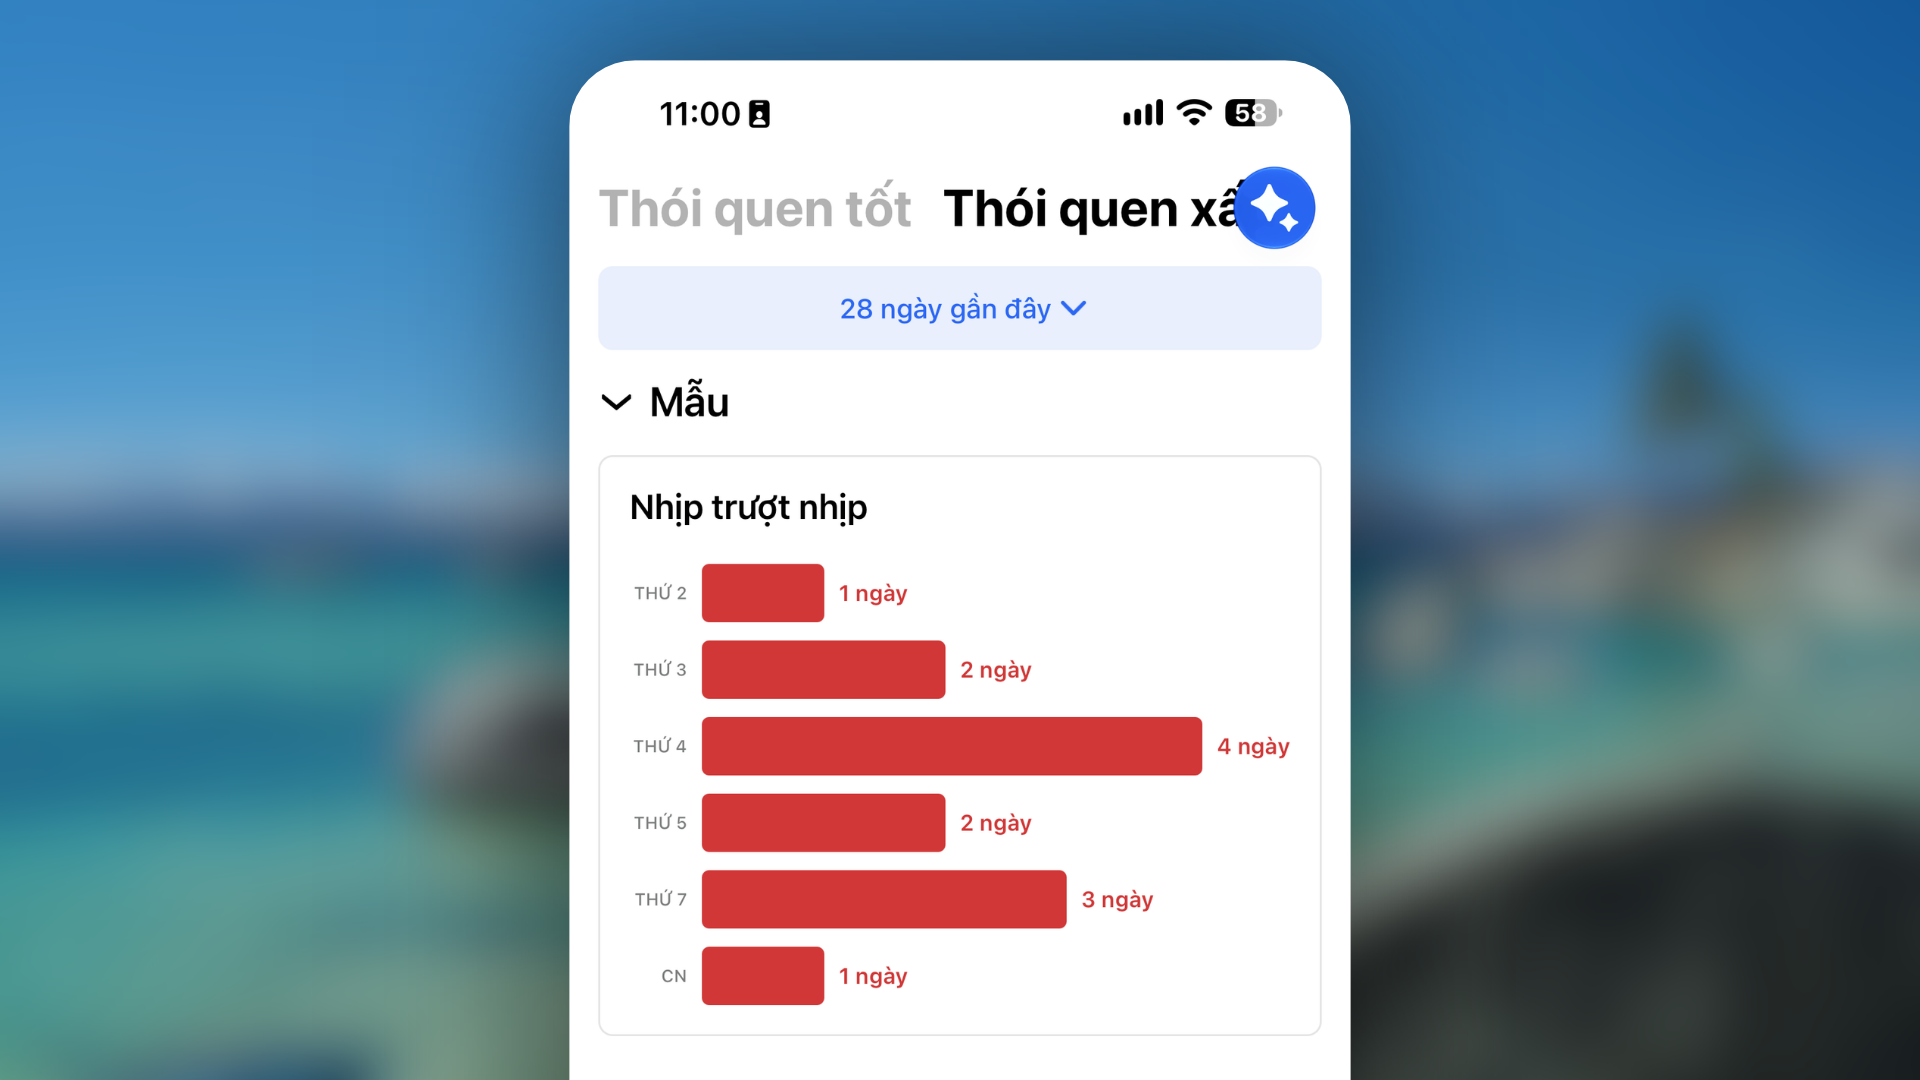 11:00
58
Thói quen tốt Thói quen xấ
28 ngày gần đây
Mẫu
Nhịp trượt nhịp
THỨ 2 1 ngày
THỨ 3 2 ngày
THỨ 4 4 ngày
THỨ 5 2 ngày
THỨ 7 3 ngày
CN 1 ngày